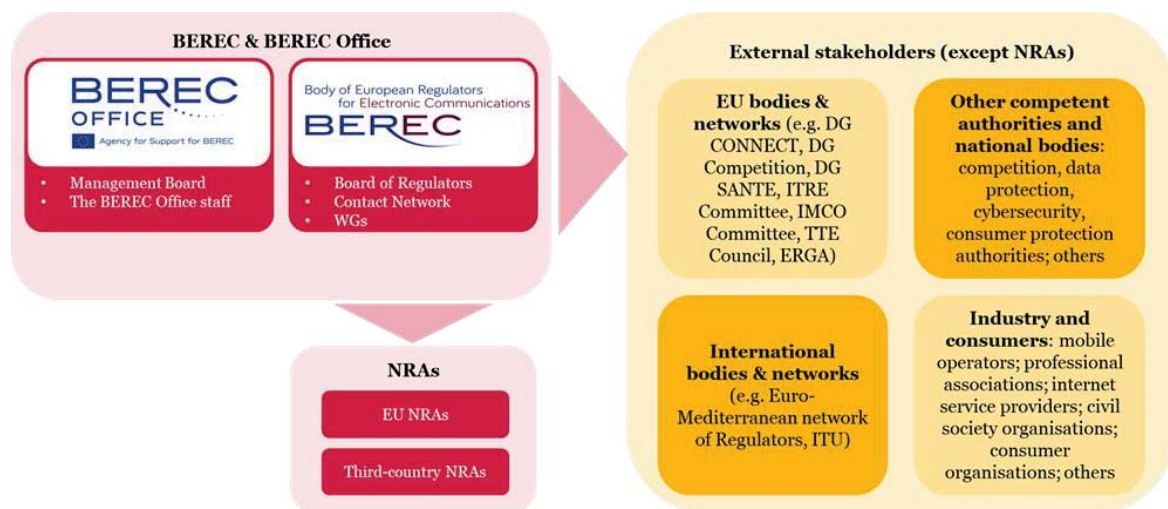 BEREC & BEREC Office
BEREC
OFFICE
Agency for Support for BEREC
• Management Board
• The BEREC Office staff
Body of European Regulators
for Electronic Communications
BEREC
• Board of Regulators
• Contact Network
• WGs
NRAs
EU NRAs
Third-country NRAs
External stakeholders (except NRAs)
EU bodies &
networks (e.g. DG
CONNECT, DG
Competition, DG
SANTE, ITRE
Committee, IMCO
Committee, TTE
Council, ERGA)
Other competent
authorities and
national bodies:
competition, data
protection,
cybersecurity,
consumer protection
authorities; others
International
bodies & networks
(e.g. Euro-
Mediterranean network
of Regulators, ITU)
Industry and
consumers: mobile
operators; professional
associations; internet
service providers; civil
society organisations;
consumer
organisations; others